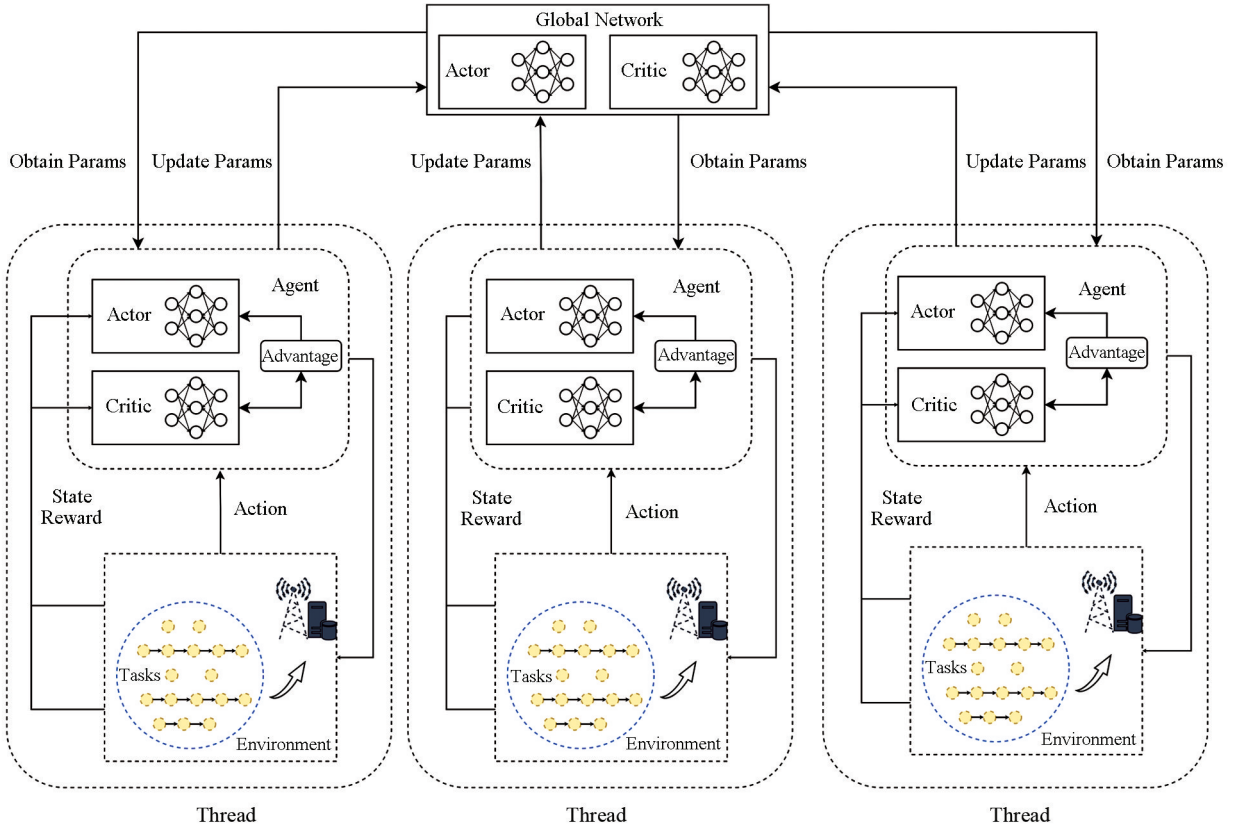 Global Network
Actor
Critic
Obtain Params
Update Params
Update Params
Obtain Params
Update Params
Obtain Params
Agent
Actor
Advantage
Critic
State
Reward
Action
Tasks
Environment
Thread
Agent
Actor
Advantage
Critic
State
Reward
Action
Tasks
Environment
Thread
Agent
Actor
Advantage
Critic
State
Reward
Action
Tasks
Environment
Thread